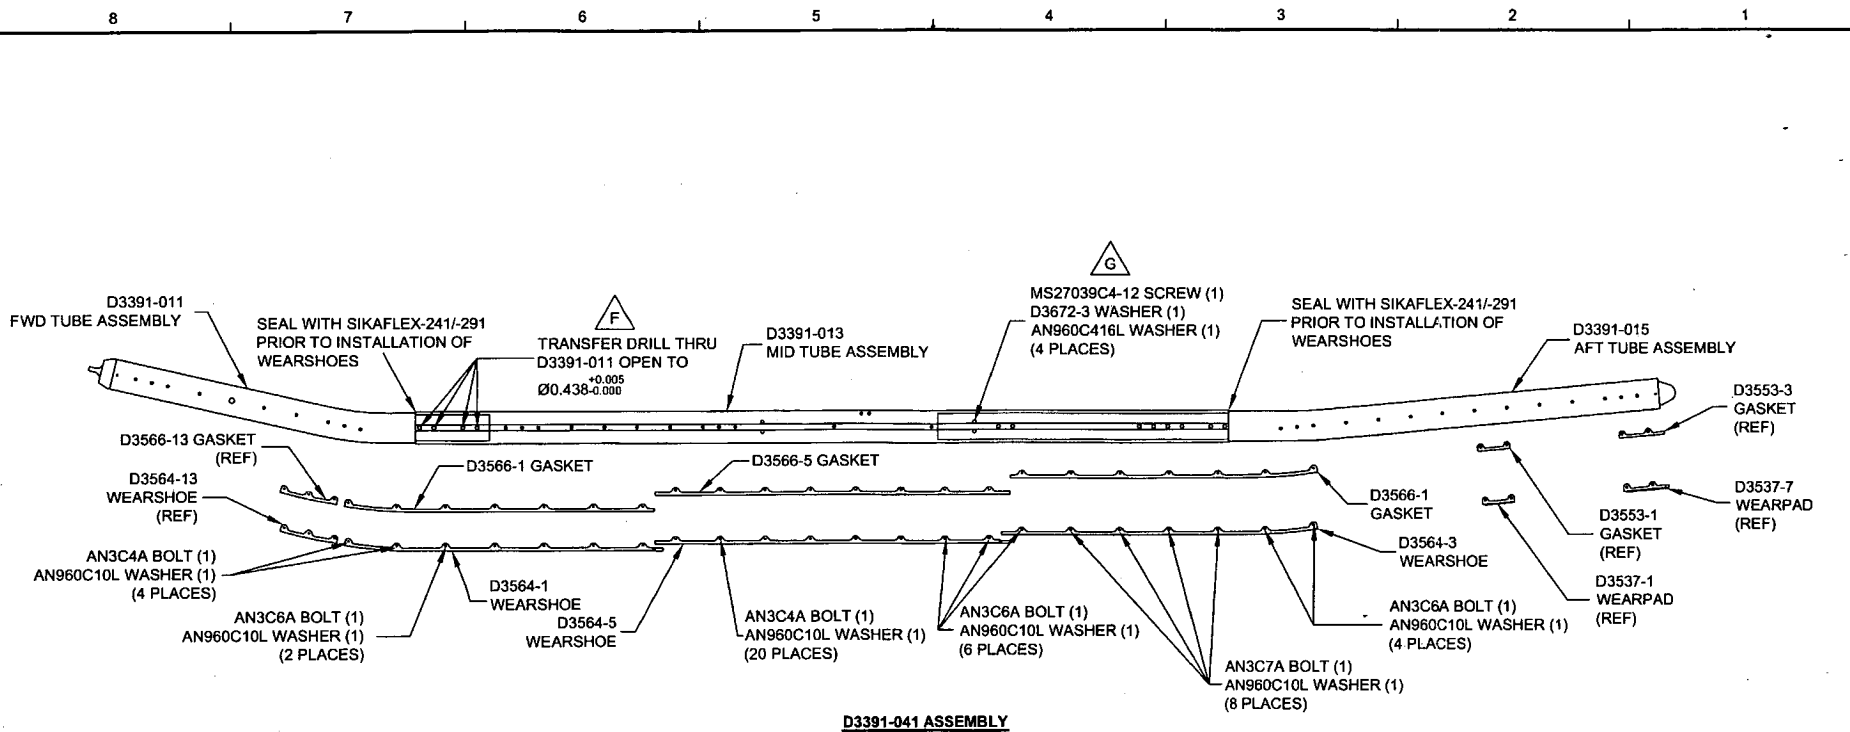 8 7 6 5 4 3 2 1
D3391-011
FWD TUBE ASSEMBLY
SEAL WITH SIKAFLEX-241/-291
PRIOR TO INSTALLATION OF
WEARSHOES
F
TRANSFER DRILL THRU
D3391-011 OPEN TO
Ø0.438 +0.005
-0.000
D3391-013
MID TUBE ASSEMBLY
G
MS27039C4-12 SCREW (1)
D3672-3 WASHER (1)
AN960C416L WASHER (1)
(4 PLACES)
SEAL WITH SIKAFLEX-241/-291
PRIOR TO INSTALLATION OF
WEARSHOES
D3391-015
AFT TUBE ASSEMBLY
D3553-3
GASKET
(REF)
D3566-13 GASKET
(REF)
D3564-13
WEARSHOE
(REF)
D3566-1 GASKET
D3566-5 GASKET
D3566-1
GASKET
D3553-1
GASKET
(REF)
D3537-7
WEARPAD
(REF)
AN3C4A BOLT (1)
AN960C10L WASHER (1)
(4 PLACES)
D3564-1
WEARSHOE
D3564-3
WEARSHOE
D3537-1
WEARPAD
(REF)
AN3C6A BOLT (1)
AN960C10L WASHER (1)
(2 PLACES)
D3564-5
WEARSHOE
AN3C4A BOLT (1)
AN960C10L WASHER (1)
(20 PLACES)
AN3C6A BOLT (1)
AN960C10L WASHER (1)
(6 PLACES)
AN3C6A BOLT (1)
AN960C10L WASHER (1)
(4 PLACES)
AN3C7A BOLT (1)
AN960C10L WASHER (1)
(8 PLACES)
D3391-041 ASSEMBLY